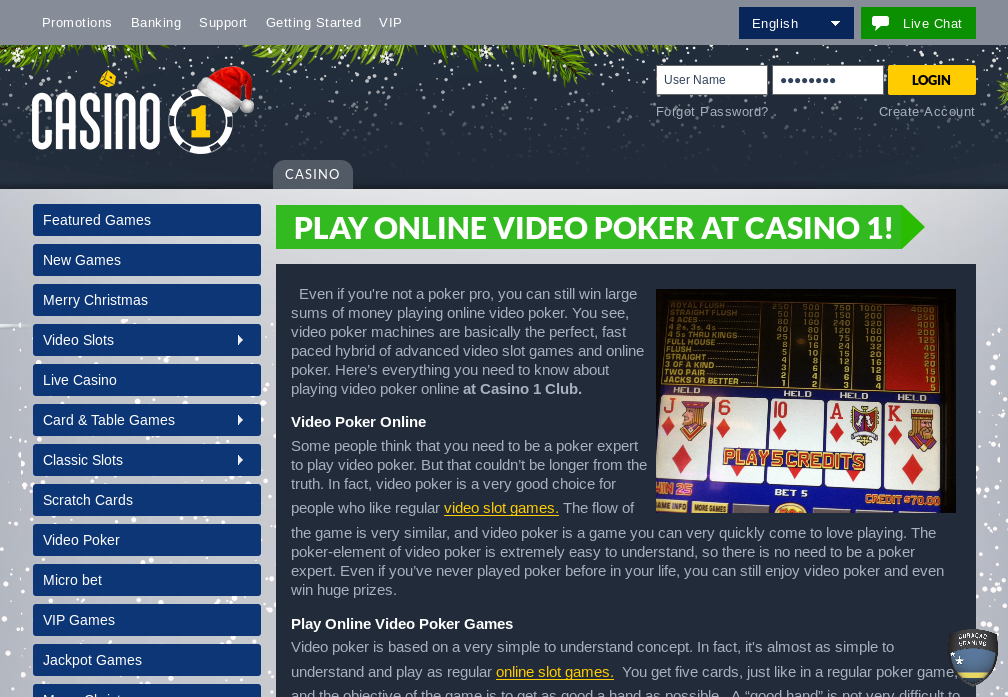 Promotions Banking Support Getting Started VIP
English
Live Chat
User Name
LOGIN
Forgot Password?
Create Account
CASINO 1
CASINO
Featured Games
New Games
Merry Christmas
Video Slots
Live Casino
Card & Table Games
Classic Slots
Scratch Cards
Video Poker
Micro bet
VIP Games
Jackpot Games
PLAY ONLINE VIDEO POKER AT CASINO 1!
Even if you're not a poker pro, you can still win large
sums of money playing online video poker. You see,
video poker machines are basically the perfect, fast
paced hybrid of advanced video slot games and online
poker. Here’s everything you need to know about
playing video poker online at Casino 1 Club.
ROYAL FLUSH 250 500 750 1000 4000
STRAIGHT FLUSH
4 ACES
4 2s, 3s, 4s
4 5s THRU KINGS
FULL HOUSE
FLUSH
STRAIGHT
3 OF A KIND
TWO PAIR
JACKS OR BETTER
HELD HELD HELD HELD
J 6 10 A K
PLAY 5 CREDITS
WIN 25
BET 5
CREDIT $70.00
GAME INFO
MORE GAMES
Video Poker Online
Some people think that you need to be a poker expert
to play video poker. But that couldn’t be longer from the
truth. In fact, video poker is a very good choice for
people who like regular video slot games. The flow of
the game is very similar, and video poker is a game you can very quickly come to love playing. The
poker-element of video poker is extremely easy to understand, so there is no need to be a poker
expert. Even if you’ve never played poker before in your life, you can still enjoy video poker and even
win huge prizes.
Play Online Video Poker Games
Video poker is based on a very simple to understand concept. In fact, it's almost as simple to
understand and play as regular online slot games. You get five cards, just like in a regular poker game,
and the objective of the game is to get as good a hand as possible. A “good hand” is not very difficult to
CURACAO
EGAMING